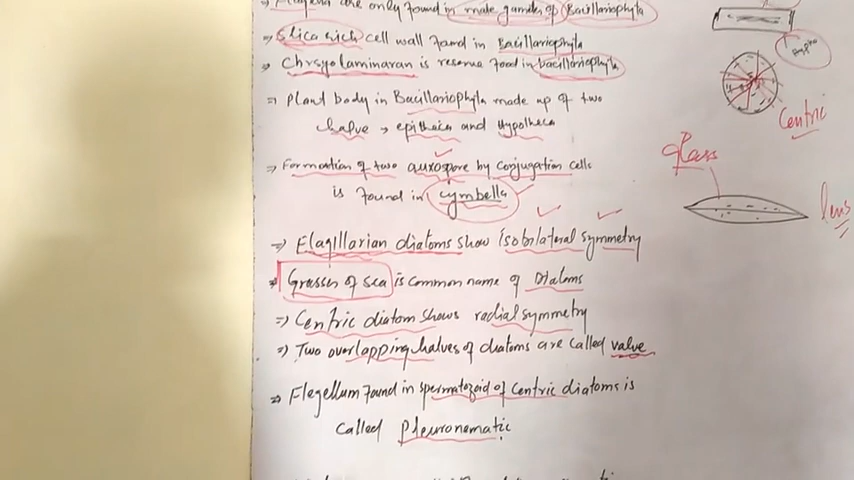 are only found in male gametes of Bacillariophyta
⇒ Silica rich cell wall found in Bacillariophyta
⇒ Chrsyolaminaran is reserve food in bacillariophyta
⇒ Plant body in Bacillariophyta made up of two
halve → epitheca and Hypotheca
⇒ Formation of two auxospore by Conjugation cells
is found in cymbella
⇒ Flagillarian diatoms show isobilateral symmetry
⇒ Grasses of sea is common name of Diatoms
⇒ Centric diatom shows radial symmetry
⇒ Two overlapping halves of diatoms are called valve
⇒ Flegellum found in spermatozoid of Centric diatoms is
called Pleuronematic
Centric
glass
lens